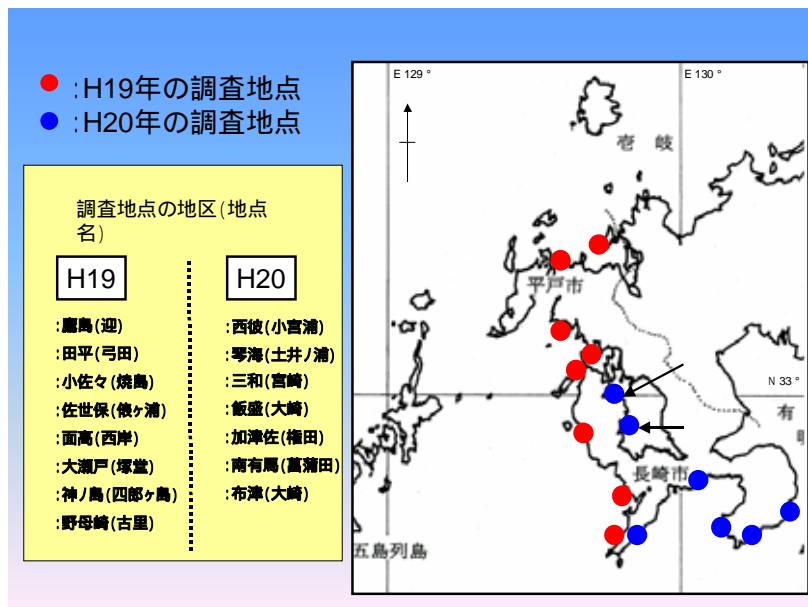 :H19年の調査地点
:H20年の調査地点
調査地点の地区(地点
名)
H19
:鷹島(迎)
:田平(弓田)
:小佐々(焼島)
:佐世保(俵ヶ浦)
:面高(西岸)
:大瀬戸(塚堂)
:神ノ島(四郎ヶ島)
:野母崎(古里)
H20
:西彼(小宮浦)
:琴海(土井ノ浦)
:三和(宮崎)
:飯盛(大崎)
:加津佐(権田)
:南有馬(菖蒲田)
:布津(大崎)
E 129 °
E 130 °
壱 岐
平戸市
N 33 °
有
長崎市
五島列島